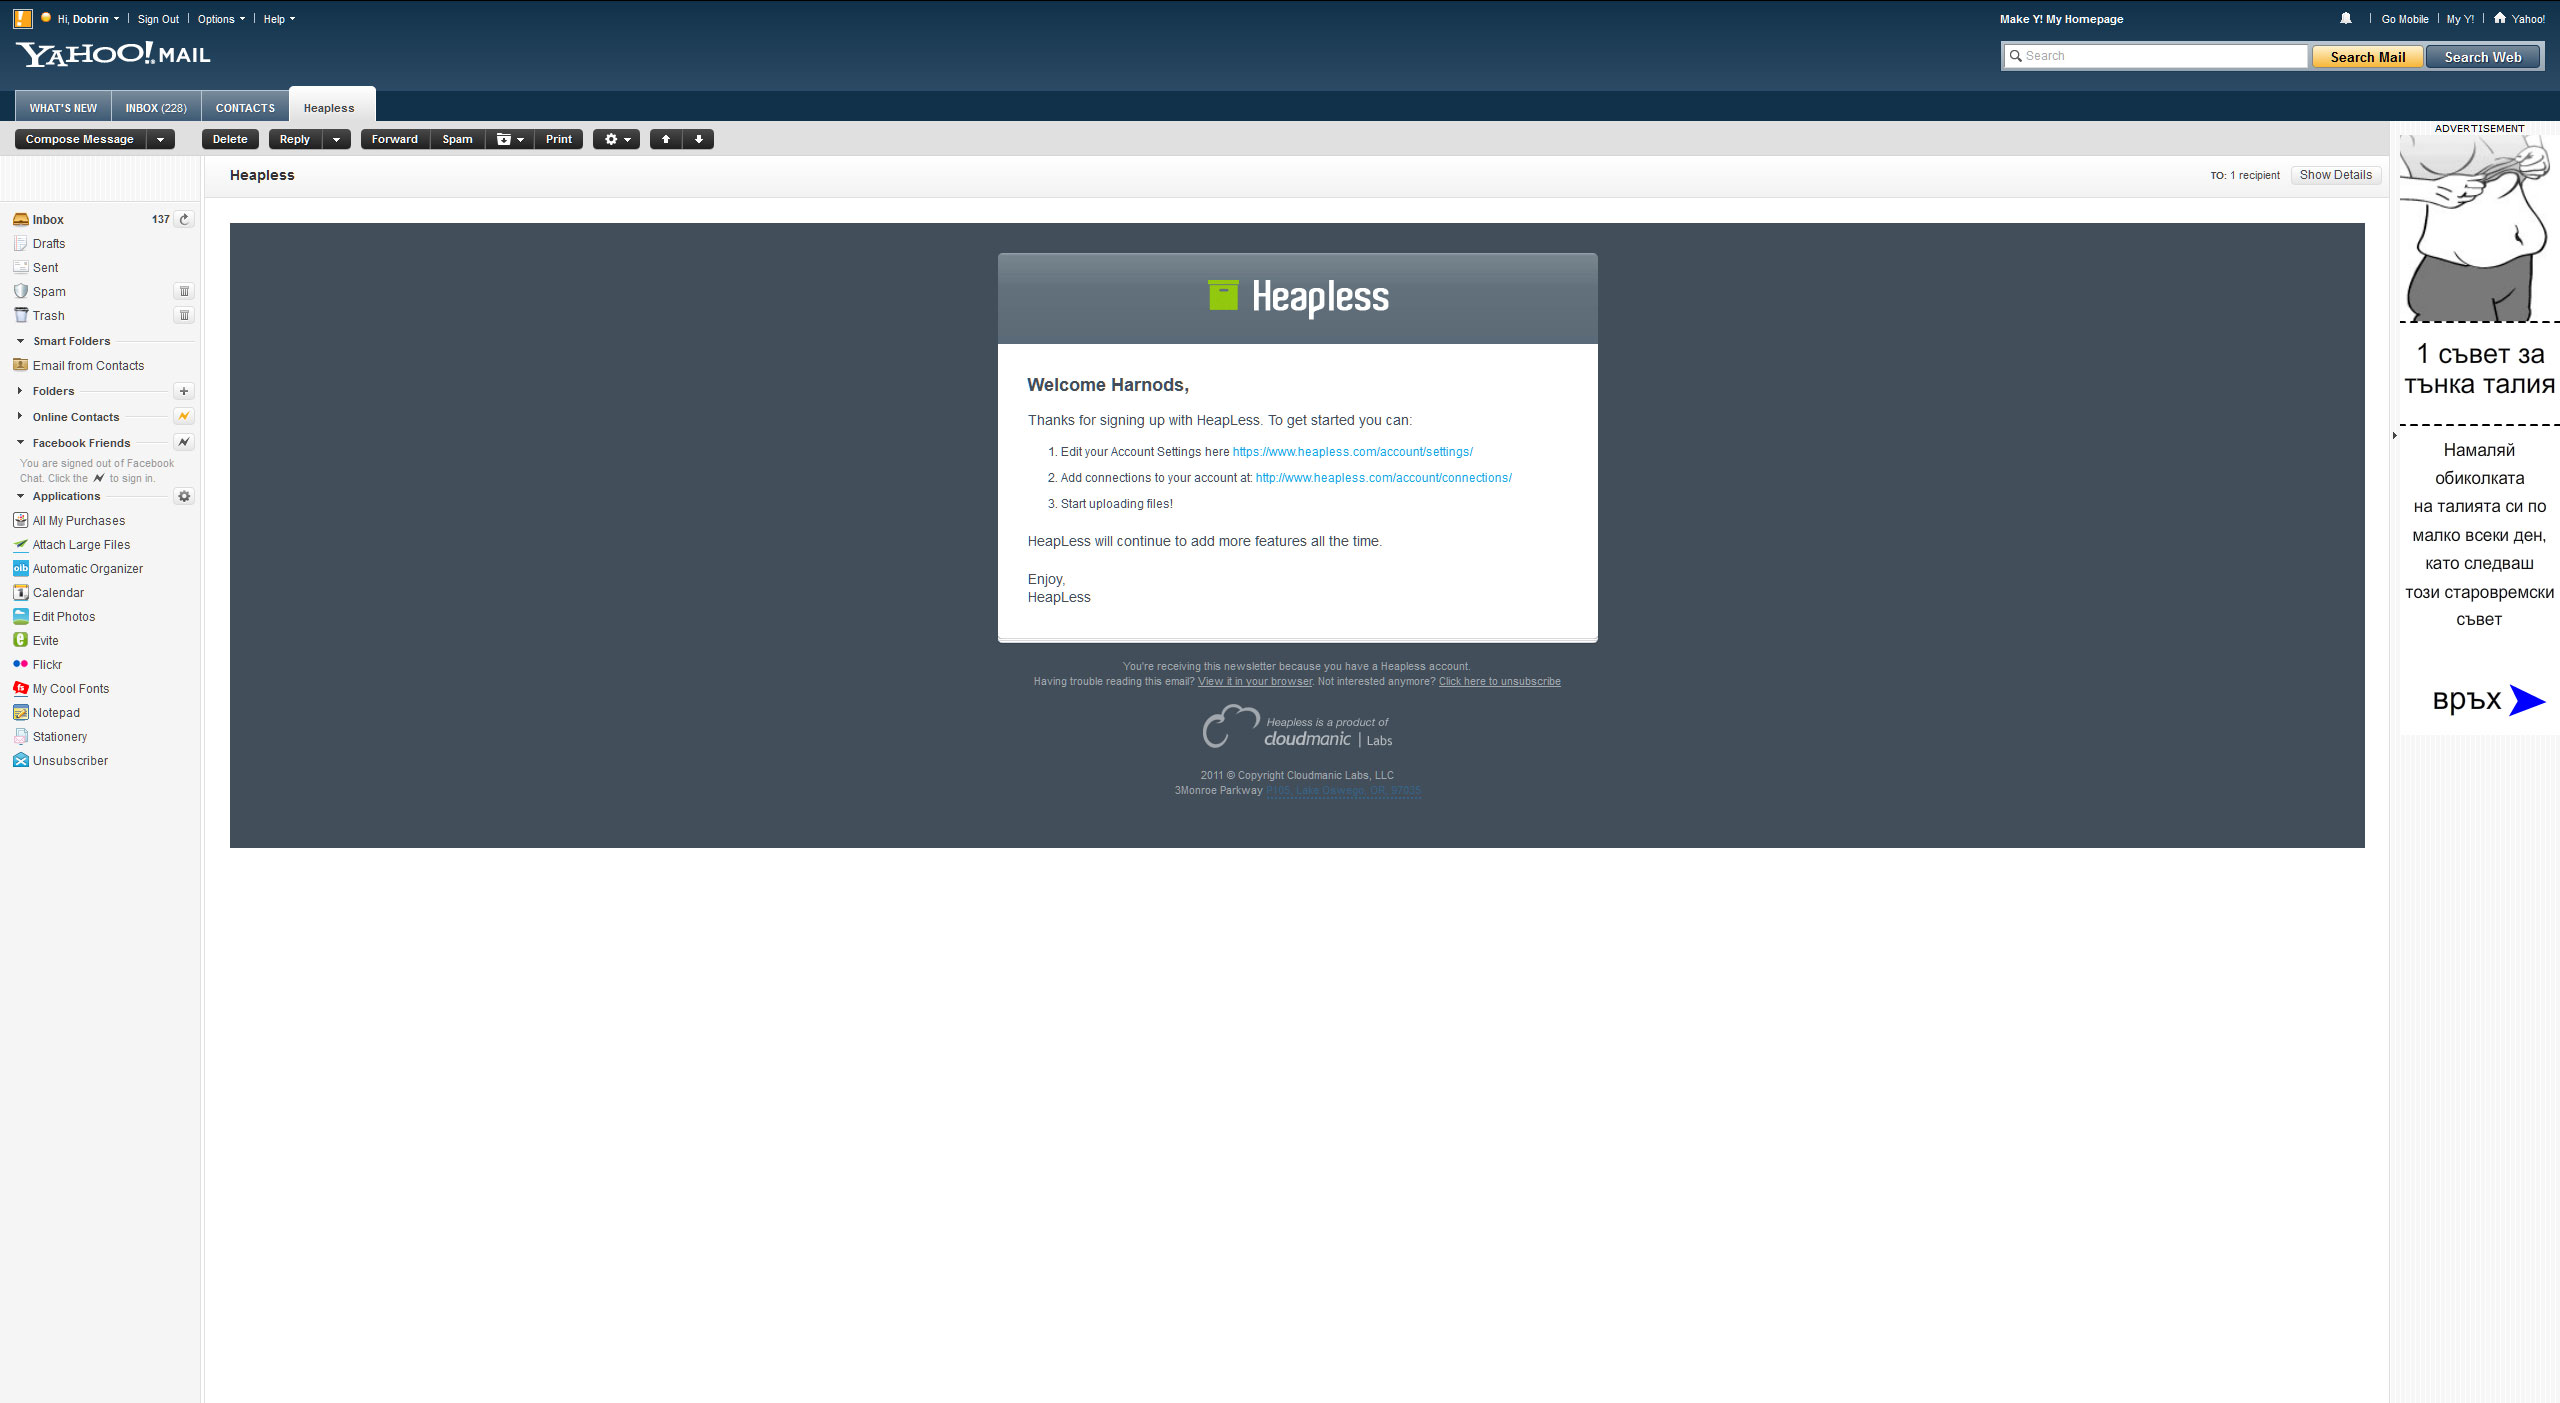 Hi, Dobrin
Sign Out
Options
Help
Make Y! My Homepage
Go Mobile
My Y!
Yahoo!
YAHOO! MAIL
Search
Search Mail
Search Web
WHAT'S NEW
INBOX (228)
CONTACTS
Heapless
Compose Message
Delete
Reply
Forward
Spam
Print
Heapless
TO: 1 recipient
Show Details
Inbox 137
Drafts
Sent
Spam
Trash
Smart Folders
Email from Contacts
Folders
Online Contacts
Facebook Friends
You are signed out of Facebook
Chat. Click the to sign in.
Applications
All My Purchases
Attach Large Files
oib Automatic Organizer
Calendar
Edit Photos
Evite
Flickr
My Cool Fonts
Notepad
Stationery
Unsubscriber
Heapless
Welcome Harnods,
Thanks for signing up with HeapLess. To get started you can:
1. Edit your Account Settings here https://www.heapless.com/account/settings/
2. Add connections to your account at: http://www.heapless.com/account/connections/
3. Start uploading files!
HeapLess will continue to add more features all the time.
Enjoy,
HeapLess
You're receiving this newsletter because you have a Heapless account.
Having trouble reading this email? View it in your browser. Not interested anymore? Click here to unsubscribe
Heapless is a product of
cloudmanic | Labs
2011 © Copyright Cloudmanic Labs, LLC
3Monroe Parkway P105, Lake Oswego, OR, 97035
ADVERTISEMENT
1 съвет за
тънка талия
Намаляй
обиколката
на талията си по
малко всеки ден,
като следваш
този старовремски
съвет
връх